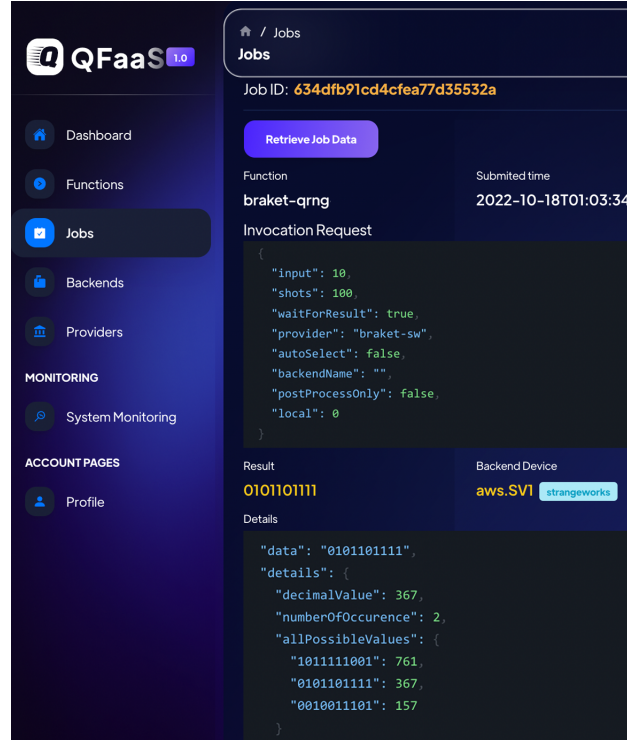 QFaaS 1.0
Dashboard
Functions
Jobs
Backends
Providers
MONITORING
System Monitoring
ACCOUNT PAGES
Profile
/ Jobs
Jobs
Job ID: 634dfb91cd4cfea77d35532a
Retrieve Job Data
Function Submited time
braket-qrng 2022-10-18T01:03:34
Invocation Request
{
"input": 10,
"shots": 100,
"waitForResult": true,
"provider": "braket-sw",
"autoSelect": false,
"backendName": "",
"postProcessOnly": false,
"local": 0
}
Result Backend Device
0101101111 aws.SV1 strangeworks
Details
"data": "0101101111",
"details": {
"decimalValue": 367,
"numberOfOccurence": 2,
"allPossibleValues": {
"1011111001": 761,
"0101101111": 367,
"0010011101": 157
}